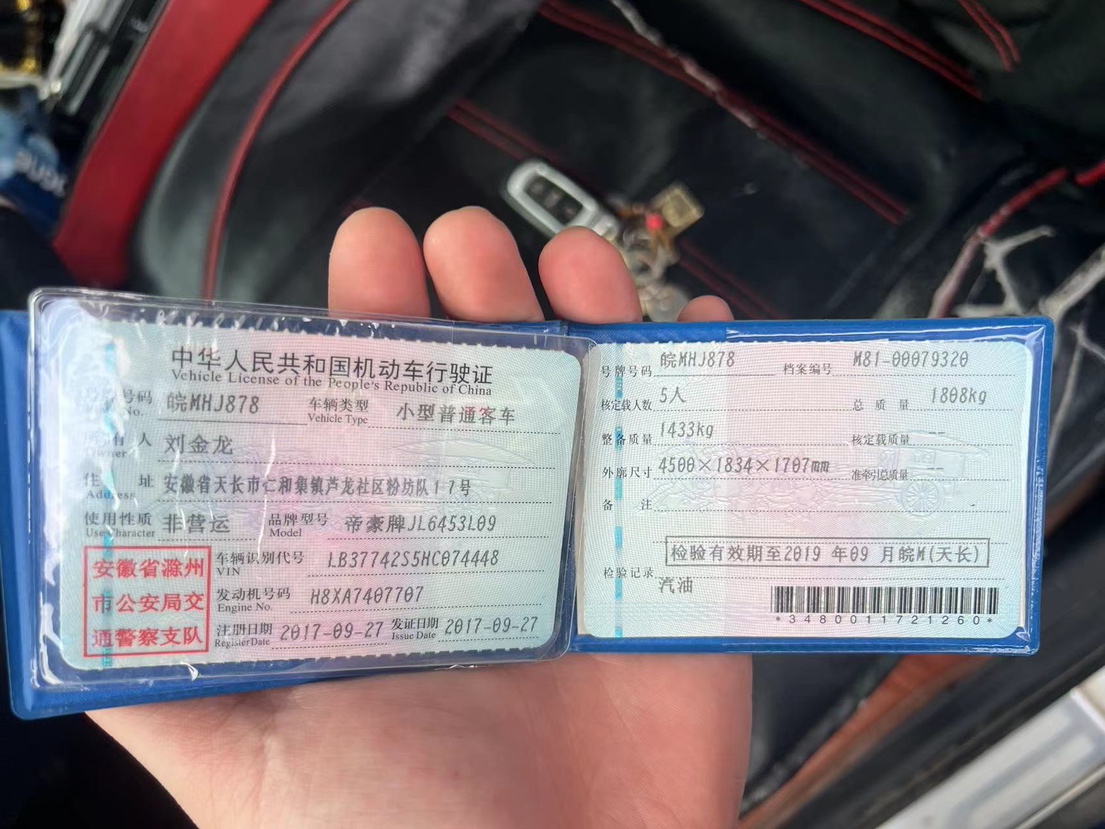 中华人民共和国机动车行驶证
Vehicle License of the People's Republic of China
号码 No. 皖MHJ878 车辆类型 Vehicle Type 小型普通客车
所有人 Owner 刘金龙
住址 Address 安徽省天长市仁和集镇芦龙社区粉坊队17号
使用性质 Use Character 非营运 品牌型号 Model 帝豪牌JL6453L09
安徽省滁州
市公安局交
通警察支队
车辆识别代号 VIN LB37742S5HC074448
发动机号码 Engine No. H8XA7407707
注册日期 Register Date 2017-09-27 发证日期 Issue Date 2017-09-27
号牌号码 皖MHJ878 档案编号 M81-00079320
核定载人数 5人 总质量 1808kg
整备质量 1433kg 核定载质量 --
外廓尺寸 4500×1834×1707mm 准牵引总质量 --
备注
检验有效期至2019年09月皖M(天长)
检验记录
汽油
*3480011721260*